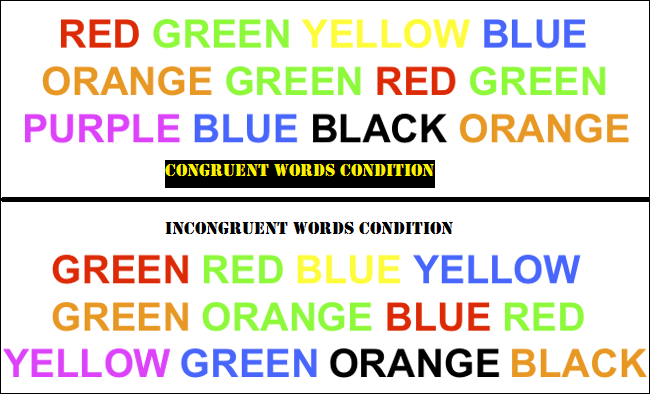 RED GREEN YELLOW BLUE
ORANGE GREEN RED GREEN
PURPLE BLUE BLACK ORANGE
CONGRUENT WORDS CONDITION
INCONGRUENT WORDS CONDITION
GREEN RED BLUE YELLOW
GREEN ORANGE BLUE RED
YELLOW GREEN ORANGE BLACK